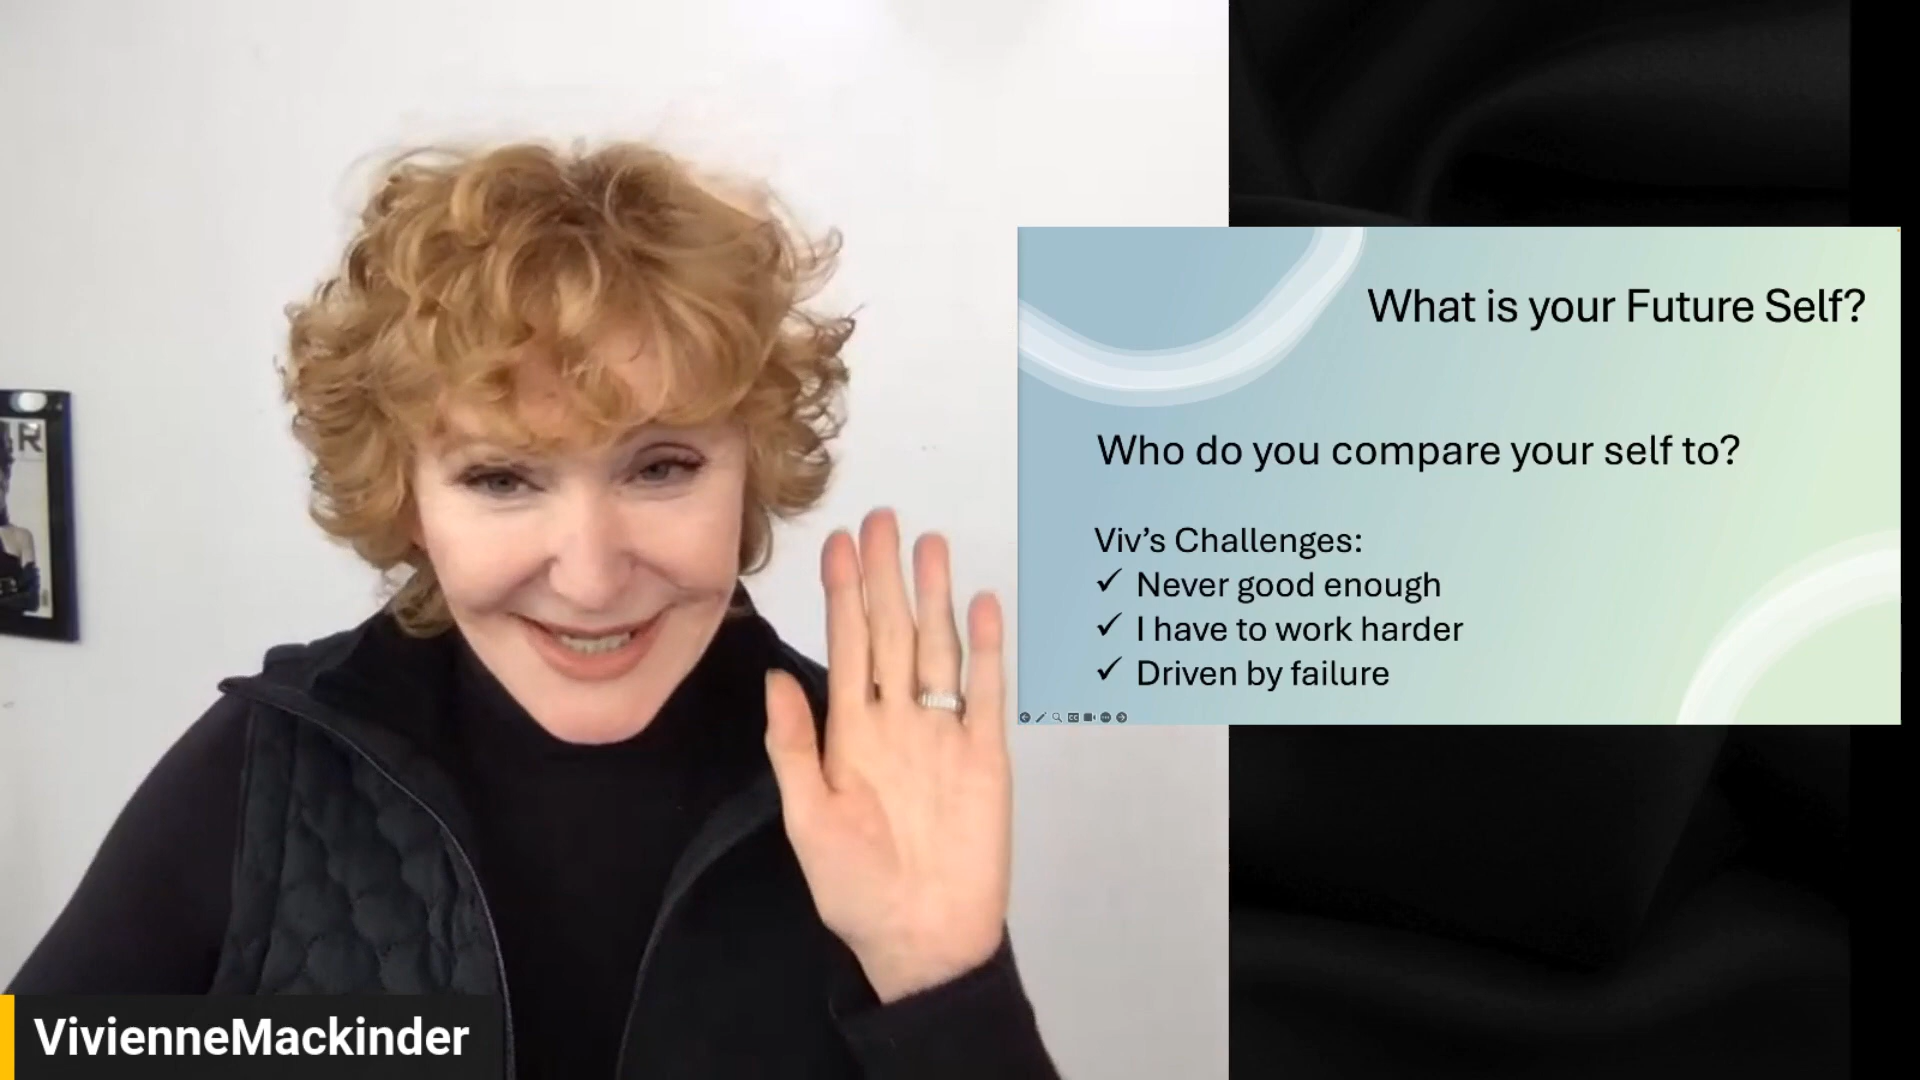 What is your Future Self?
Who do you compare your self to?
Viv’s Challenges:
✓ Never good enough
✓ I have to work harder
✓ Driven by failure
VivienneMackinder